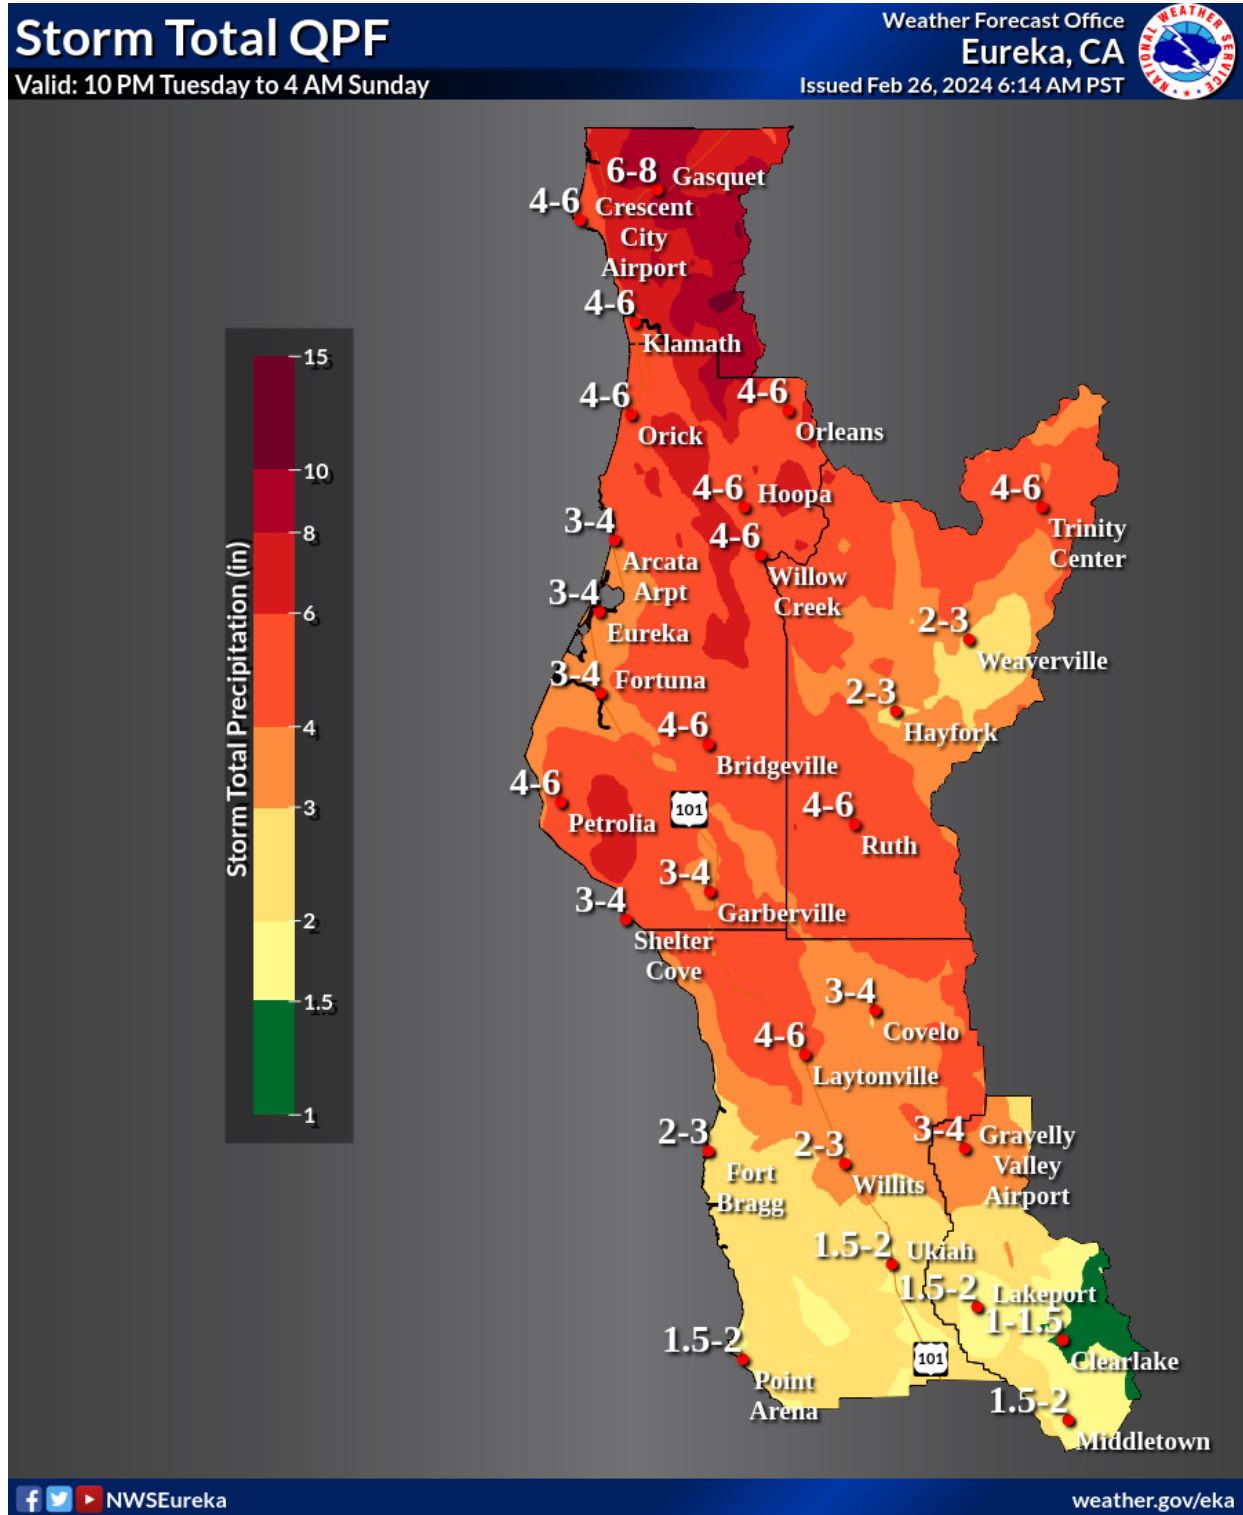 Storm Total QPF
Valid: 10 PM Tuesday to 4 AM Sunday
Weather Forecast Office
Eureka, CA
Issued Feb 26, 2024 6:14 AM PST
NATIONAL WEATHER SERVICE
6-8
Gasquet
4-6
Crescent
City
Airport
4-6
Klamath
4-6
Orick
4-6
Orleans
4-6
Hoopa
4-6
Willow
Creek
4-6
Trinity
Center
3-4
Arcata
Arpt
3-4
Eureka
2-3
Weaverville
3-4
Fortuna
2-3
Hayfork
4-6
Bridgeville
4-6
Petrolia
101
4-6
Ruth
3-4
Garberville
3-4
Shelter
Cove
3-4
Covelo
4-6
Laytonville
2-3
Fort
Bragg
2-3
Willits
3-4
Gravelly
Valley
Airport
1.5-2
Ukiah
1.5-2
Lakeport
1-1.5
Clearlake
1.5-2
Point
Arena
101
1.5-2
Middletown
Storm Total Precipitation (in)
15
10
8
6
4
3
2
1.5
1
NWSEureka
weather.gov/eka